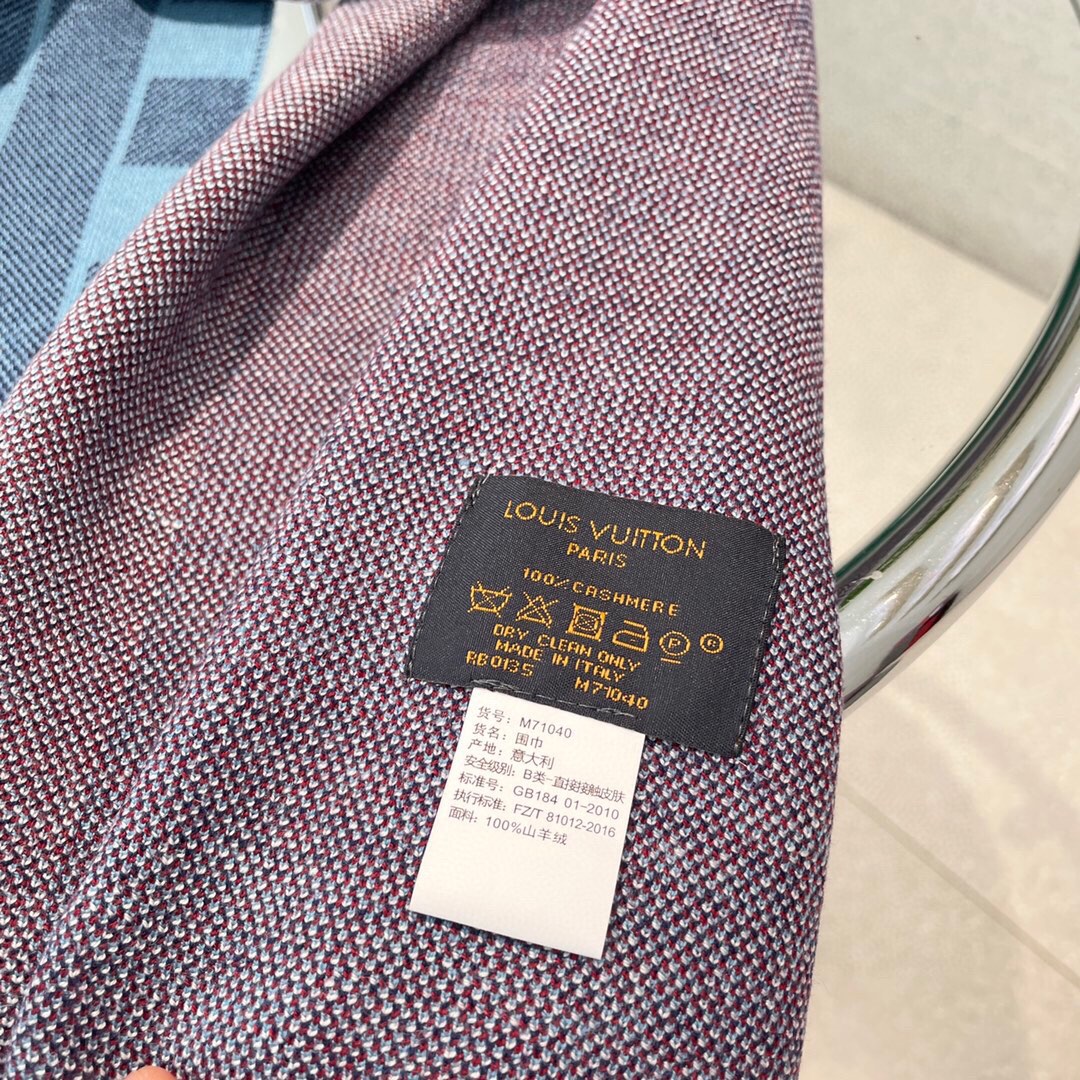 LOUIS VUITTON
PARIS
100% CASHMERE
P
DRY CLEAN ONLY
MADE IN ITALY
RB0135 M71040
货号: M71040
货名: 围巾
产地: 意大利
安全级别: B类-直接接触皮肤
标准号: GB184 01-2010
执行标准: FZ/T 81012-2016
面料: 100%山羊绒